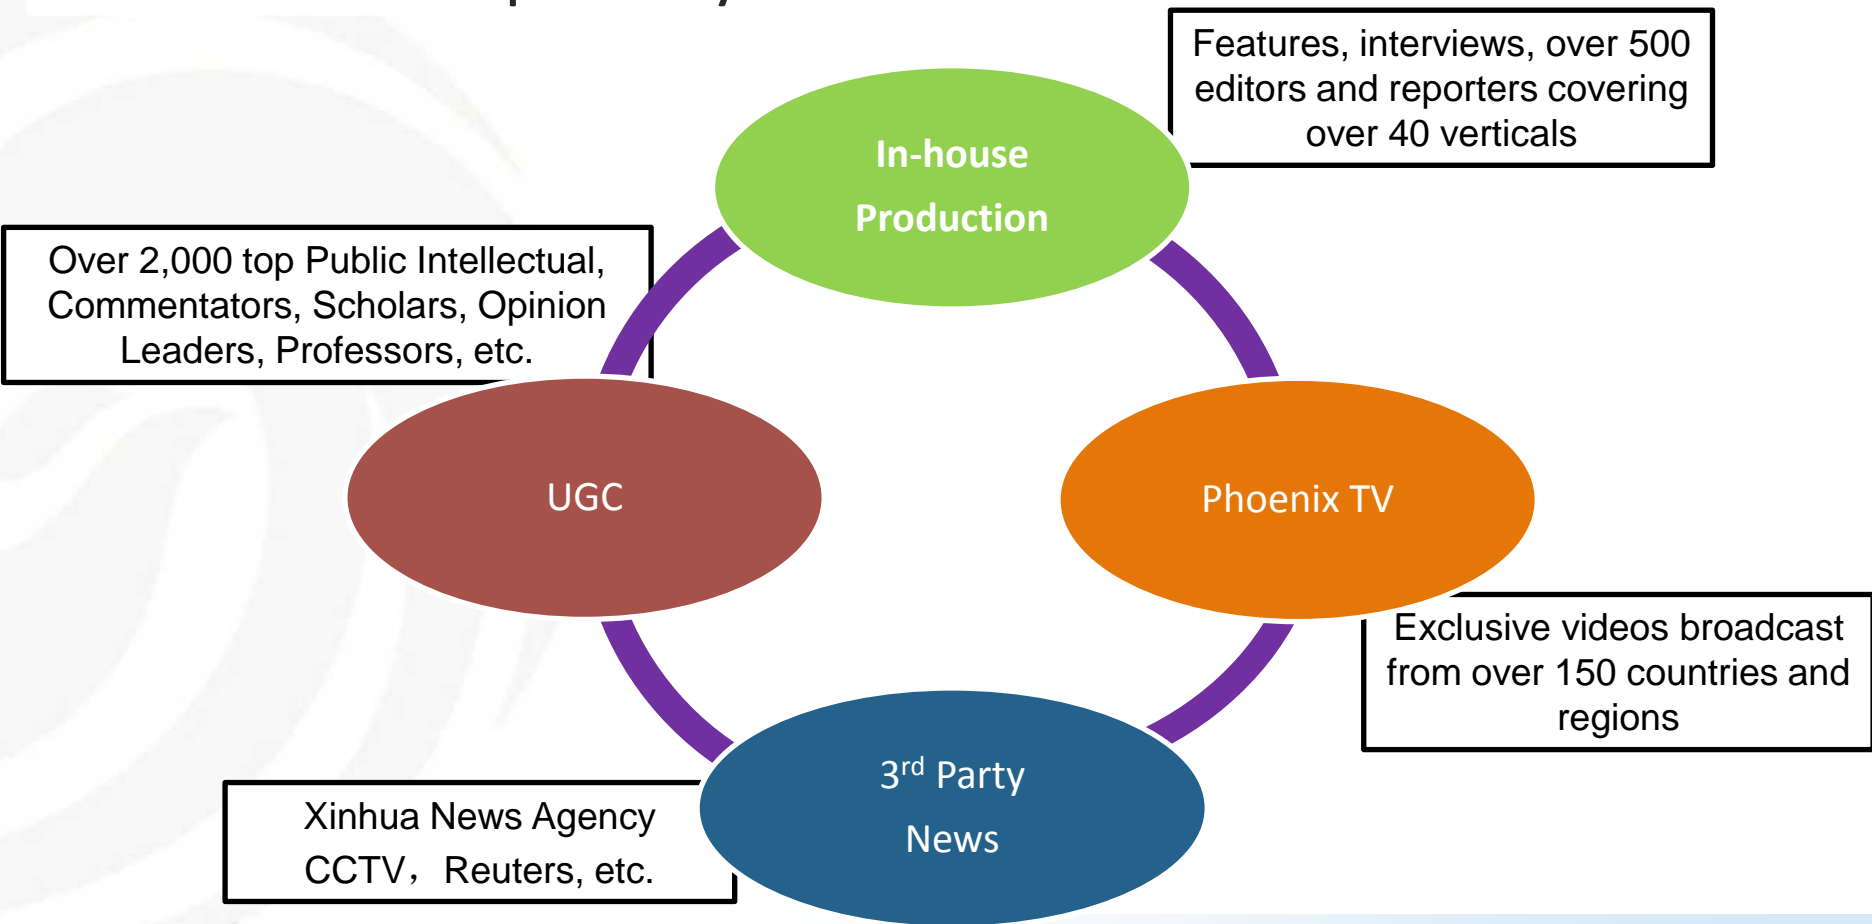 Features, interviews, over 500
editors and reporters covering
over 40 verticals
In-house
Production
Over 2,000 top Public Intellectual,
Commentators, Scholars, Opinion
Leaders, Professors, etc.
UGC
Phoenix TV
Exclusive videos broadcast
from over 150 countries and
regions
3rd Party
News
Xinhua News Agency
CCTV，Reuters, etc.